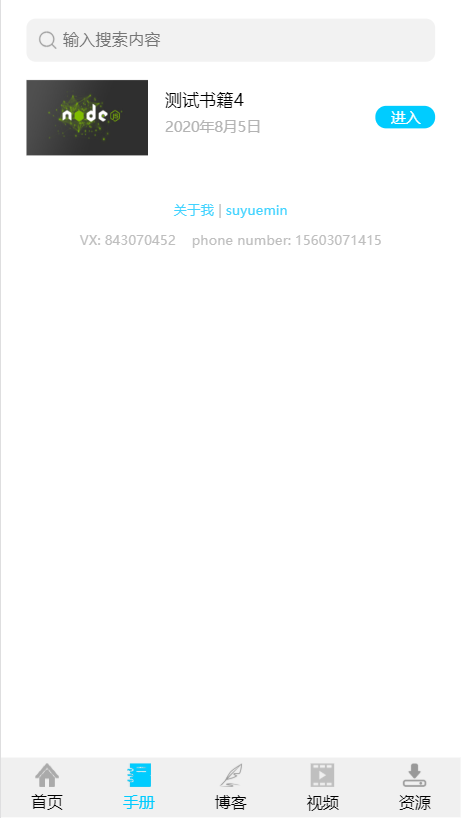 输入搜索内容
node JS
测试书籍4
2020年8月5日
进入
关于我 | suyuemin
VX: 843070452 phone number: 15603071415
首页 手册 博客 视频 资源